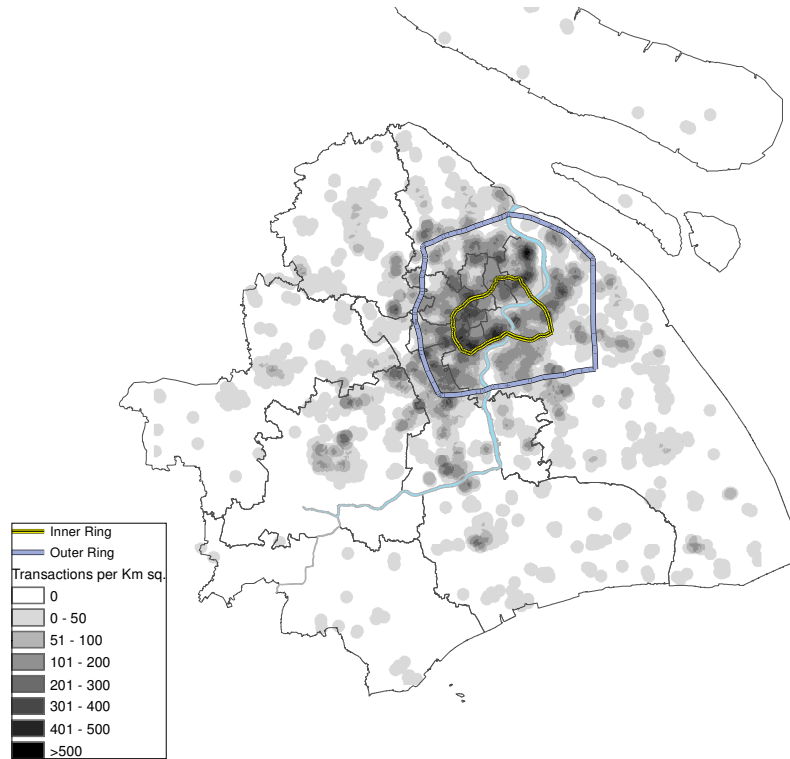 Inner Ring
Outer Ring
Transactions per Km sq.
0
0 - 50
51 - 100
101 - 200
201 - 300
301 - 400
401 - 500
>500